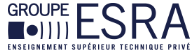 GROUPE ESRA
ENSEIGNEMENT SUPÉRIEUR TECHNIQUE PRIVÉ